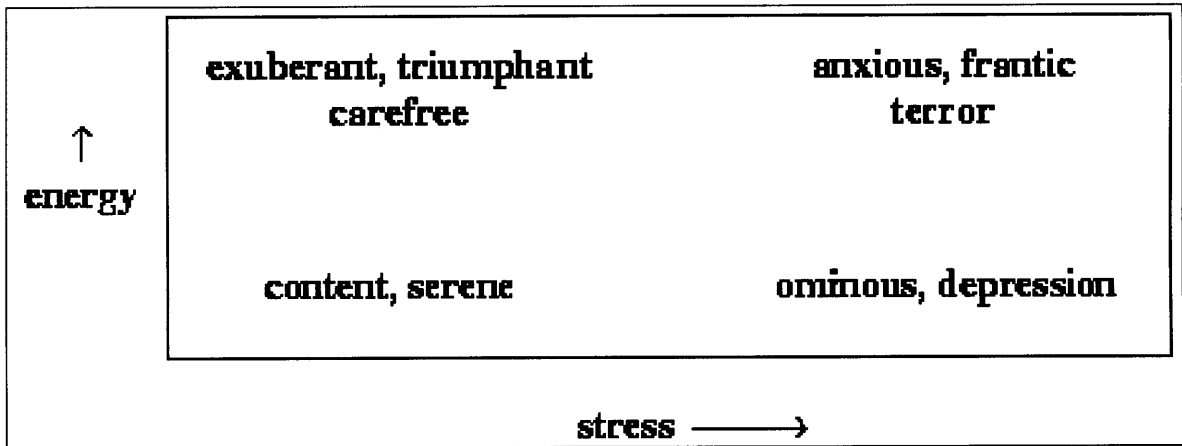 exuberant, triumphant
carefree
anxious, frantic
terror
↑
energy
content, serene
ominous, depression
stress →